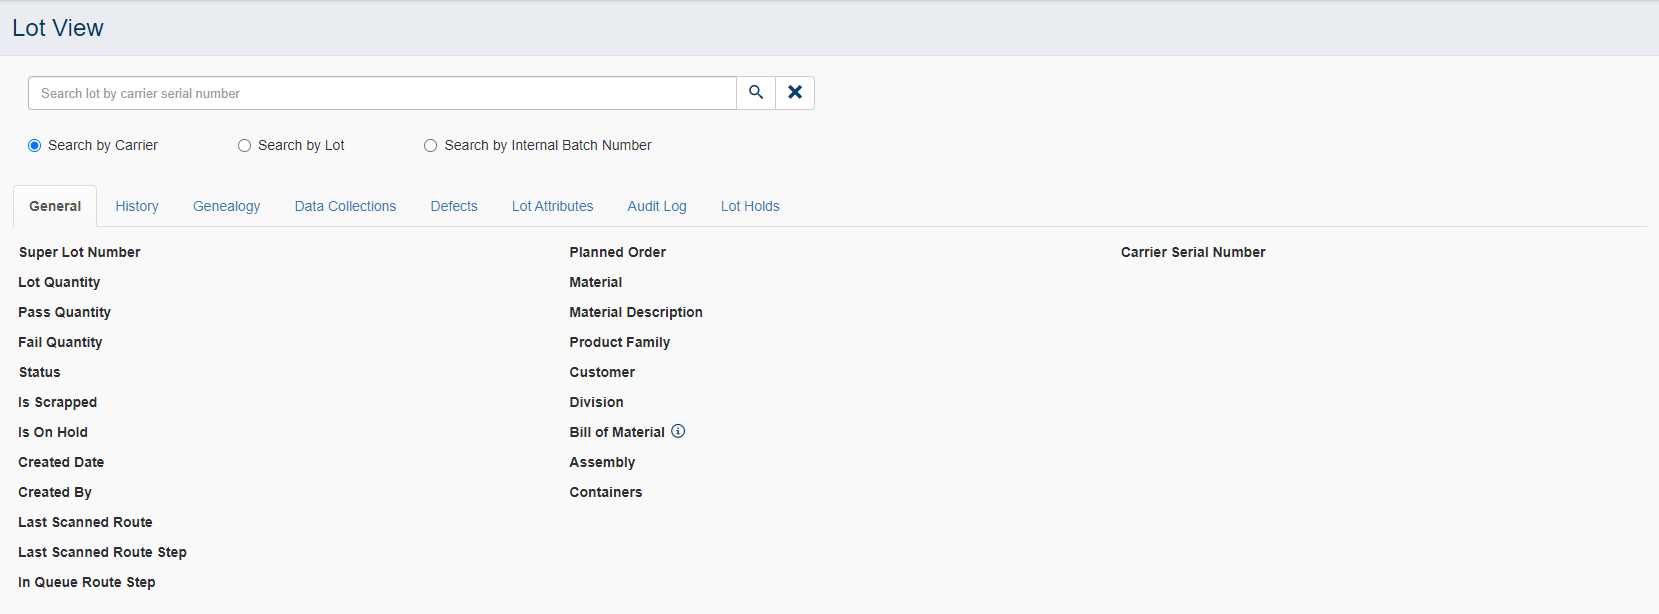 Lot View
Search lot by carrier serial number
Search by Carrier
Search by Lot
Search by Internal Batch Number
General
History
Genealogy
Data Collections
Defects
Lot Attributes
Audit Log
Lot Holds
Super Lot Number
Lot Quantity
Pass Quantity
Fail Quantity
Status
Is Scrapped
Is On Hold
Created Date
Created By
Last Scanned Route
Last Scanned Route Step
In Queue Route Step
Planned Order
Material
Material Description
Product Family
Customer
Division
Bill of Material
Assembly
Containers
Carrier Serial Number